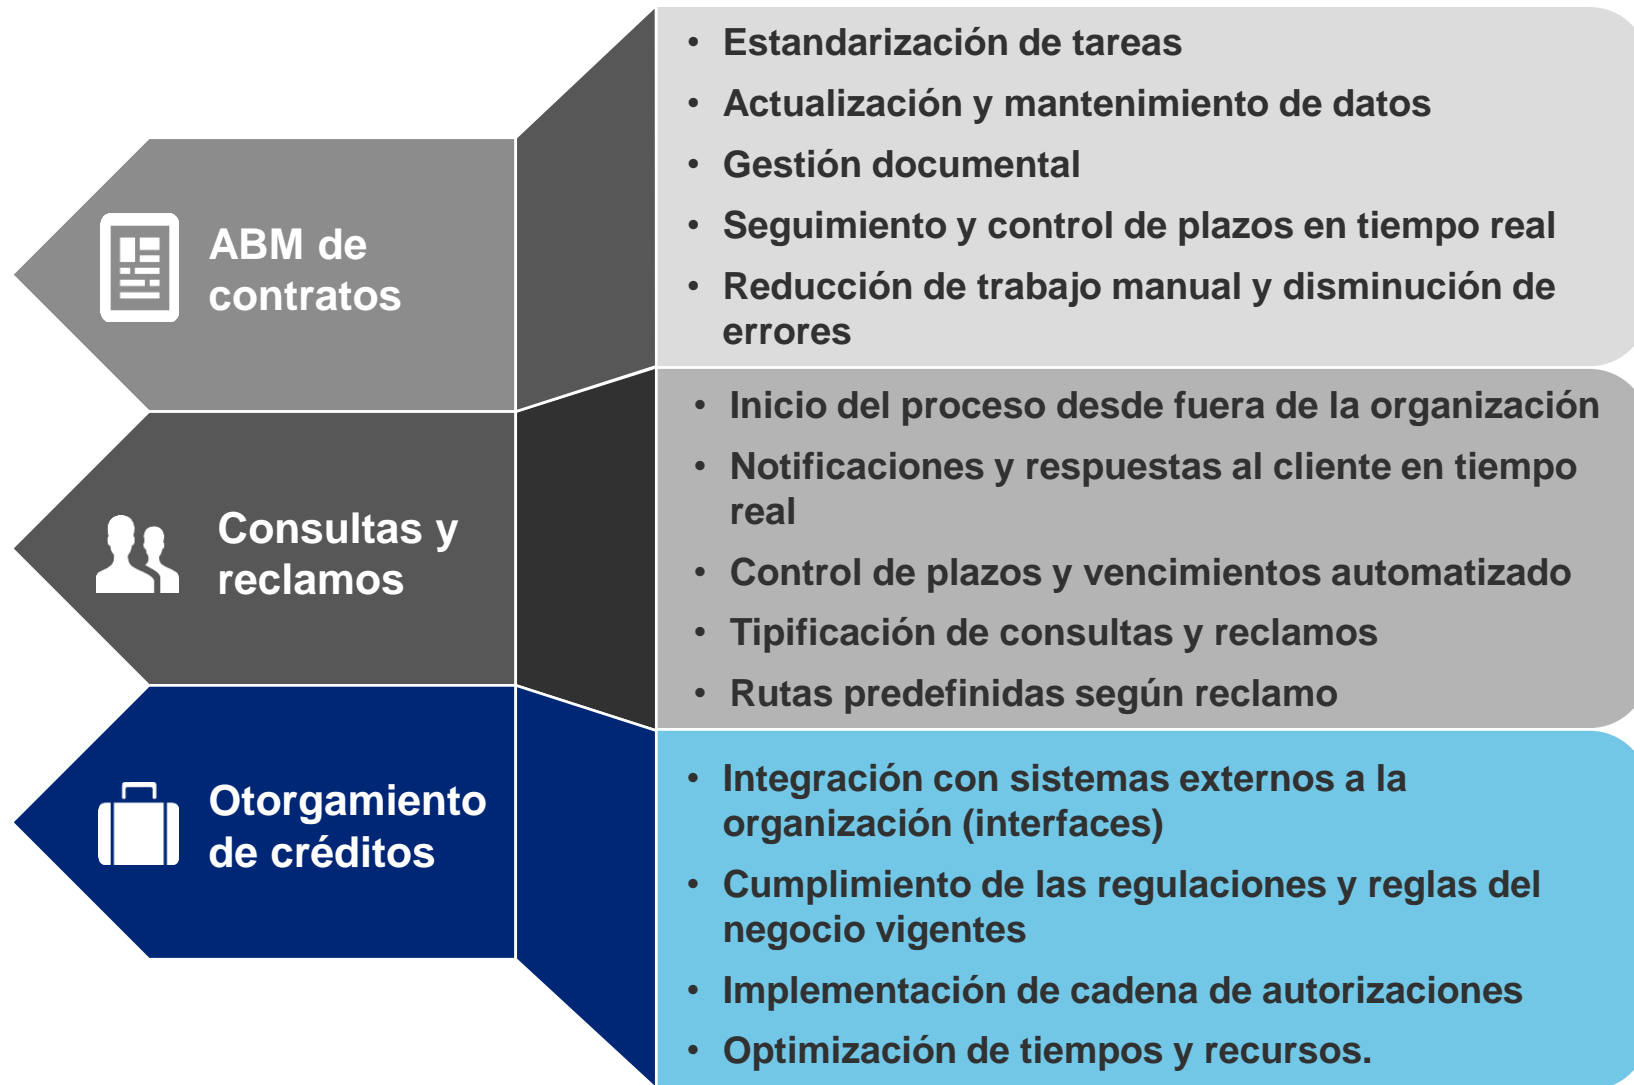 ABM de
contratos
• Estandarización de tareas
• Actualización y mantenimiento de datos
• Gestión documental
• Seguimiento y control de plazos en tiempo real
• Reducción de trabajo manual y disminución de
errores
Consultas y
reclamos
• Inicio del proceso desde fuera de la organización
• Notificaciones y respuestas al cliente en tiempo
real
• Control de plazos y vencimientos automatizado
• Tipificación de consultas y reclamos
• Rutas predefinidas según reclamo
Otorgamiento
de créditos
• Integración con sistemas externos a la
organización (interfaces)
• Cumplimiento de las regulaciones y reglas del
negocio vigentes
• Implementación de cadena de autorizaciones
• Optimización de tiempos y recursos.